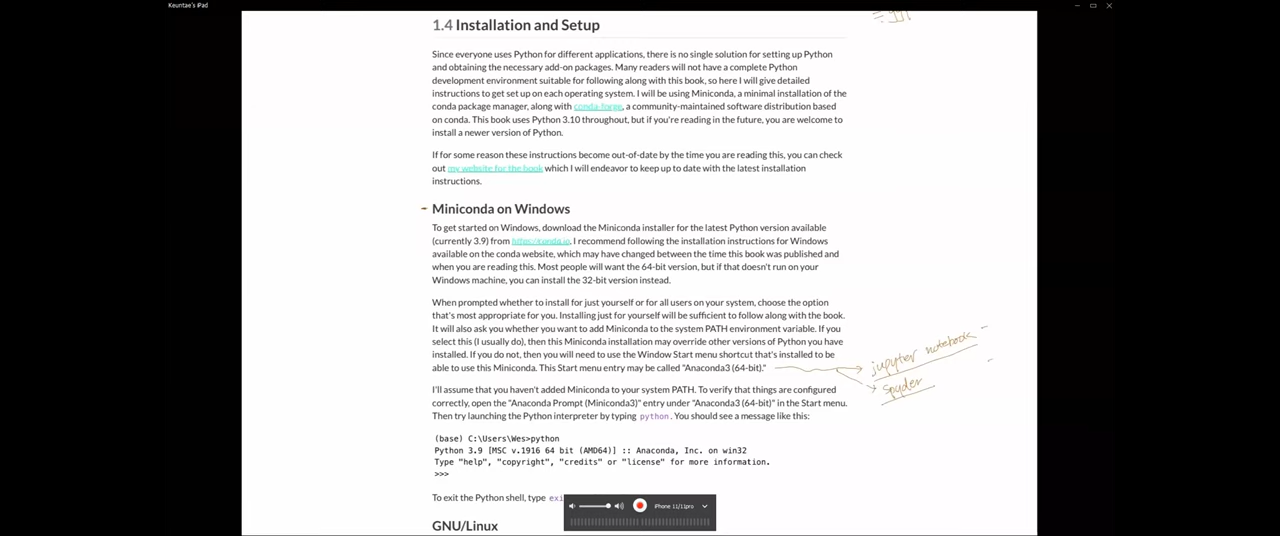 Keuntae's iPad
1.4 Installation and Setup
Since everyone uses Python for different applications, there is no single solution for setting up Python
and obtaining the necessary add-on packages. Many readers will not have a complete Python
development environment suitable for following along with this book, so here I will give detailed
instructions to get set up on each operating system. I will be using Miniconda, a minimal installation of the
conda package manager, along with conda-forge, a community-maintained software distribution based
on conda. This book uses Python 3.10 throughout, but if you're reading in the future, you are welcome to
install a newer version of Python.
If for some reason these instructions become out-of-date by the time you are reading this, you can check
out my website for the book which I will endeavor to keep up to date with the latest installation
instructions.
Miniconda on Windows
To get started on Windows, download the Miniconda installer for the latest Python version available
(currently 3.9) from https://conda.io. I recommend following the installation instructions for Windows
available on the conda website, which may have changed between the time this book was published and
when you are reading this. Most people will want the 64-bit version, but if that doesn't run on your
Windows machine, you can install the 32-bit version instead.
When prompted whether to install for just yourself or for all users on your system, choose the option
that's most appropriate for you. Installing just for yourself will be sufficient to follow along with the book.
It will also ask you whether you want to add Miniconda to the system PATH environment variable. If you
select this (I usually do), then this Miniconda installation may override other versions of Python you have
installed. If you do not, then you will need to use the Window Start menu shortcut that's installed to be
able to use this Miniconda. This Start menu entry may be called "Anaconda3 (64-bit)."
jupyter notebook
spyder
I'll assume that you haven't added Miniconda to your system PATH. To verify that things are configured
correctly, open the "Anaconda Prompt (Miniconda3)" entry under "Anaconda3 (64-bit)" in the Start menu.
Then try launching the Python interpreter by typing python. You should see a message like this:
(base) C:\Users\Wes>python
Python 3.9 [MSC v.1916 64 bit (AMD64)] :: Anaconda, Inc. on win32
Type "help", "copyright", "credits" or "license" for more information.
>>>
To exit the Python shell, type exi
iPhone 11/11pro
GNU/Linux